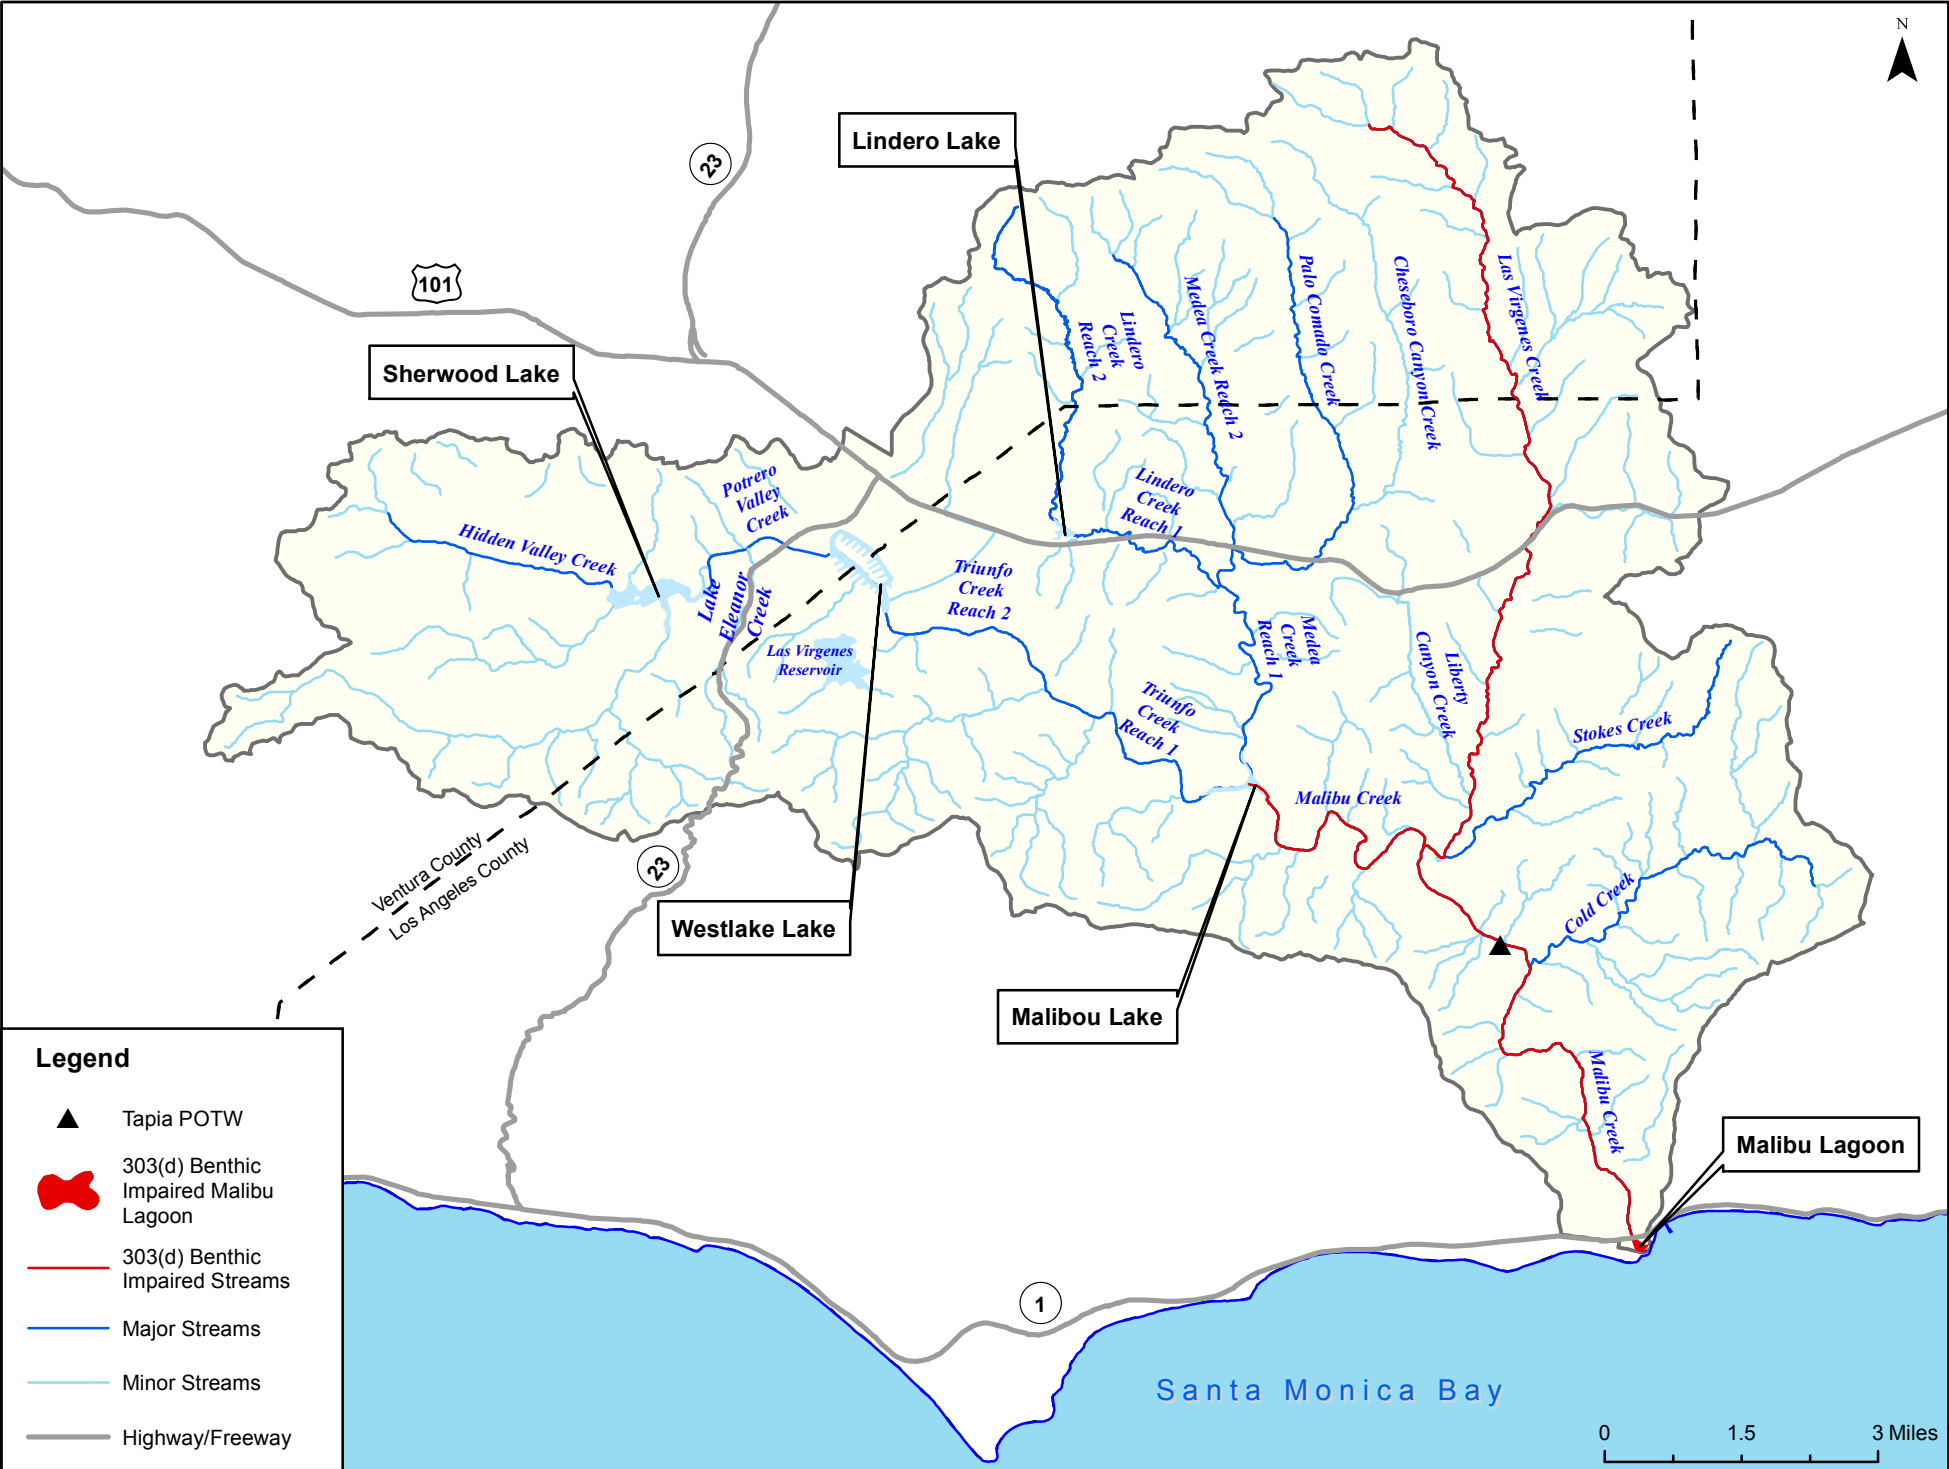 N
Lindero Lake
23
101
Sherwood Lake
Lindero
Creek
Reach 2
Medea Creek Reach 2
Palo Comado Creek
Cheseboro Canyon Creek
Las Virgenes Creek
Potrero
Valley
Creek
Hidden Valley Creek
Lindero
Creek
Reach 1
Lake
Eleanor
Creek
Triunfo
Creek
Reach 2
Las Virgenes
Reservoir
Medea
Creek
Reach 1
Liberty
Canyon Creek
Triunfo
Creek
Reach 1
Stokes Creek
Malibu Creek
Ventura County
Los Angeles County
23
Westlake Lake
Cold Creek
Malibou Lake
Malibu Creek
Malibu Lagoon
1
Santa Monica Bay
0 1.5 3 Miles
Legend
Tapia POTW
303(d) Benthic
Impaired Malibu
Lagoon
303(d) Benthic
Impaired Streams
Major Streams
Minor Streams
Highway/Freeway